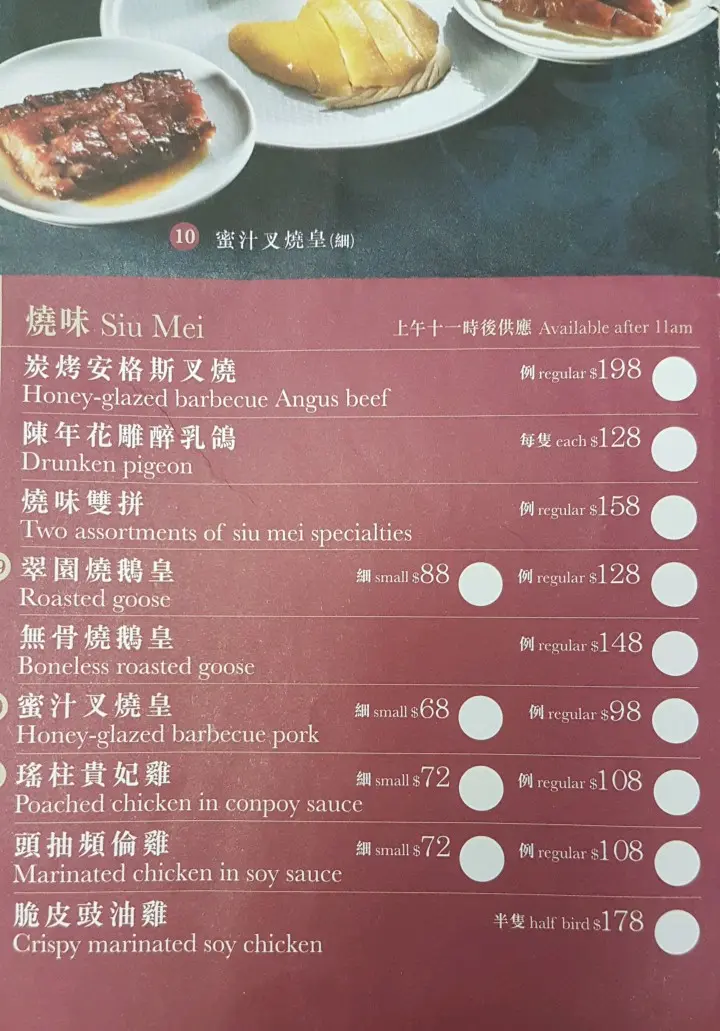 10 蜜汁叉燒皇(細)
燒味 Siu Mei 上午十一時後供應 Available after 11am
炭烤安格斯叉燒 例 regular $198
Honey-glazed barbecue Angus beef
陳年花雕醉乳鴿 每隻 each $128
Drunken pigeon
燒味雙拼 例 regular $158
Two assortments of siu mei specialties
9 翠園燒鵝皇 細 small $88 例 regular $128
Roasted goose
無骨燒鵝皇 例 regular $148
Boneless roasted goose
蜜汁叉燒皇 細 small $68 例 regular $98
Honey-glazed barbecue pork
瑤柱貴妃雞 細 small $72 例 regular $108
Poached chicken in conpoy sauce
頭抽頻倫雞 細 small $72 例 regular $108
Marinated chicken in soy sauce
脆皮豉油雞 半隻 half bird $178
Crispy marinated soy chicken